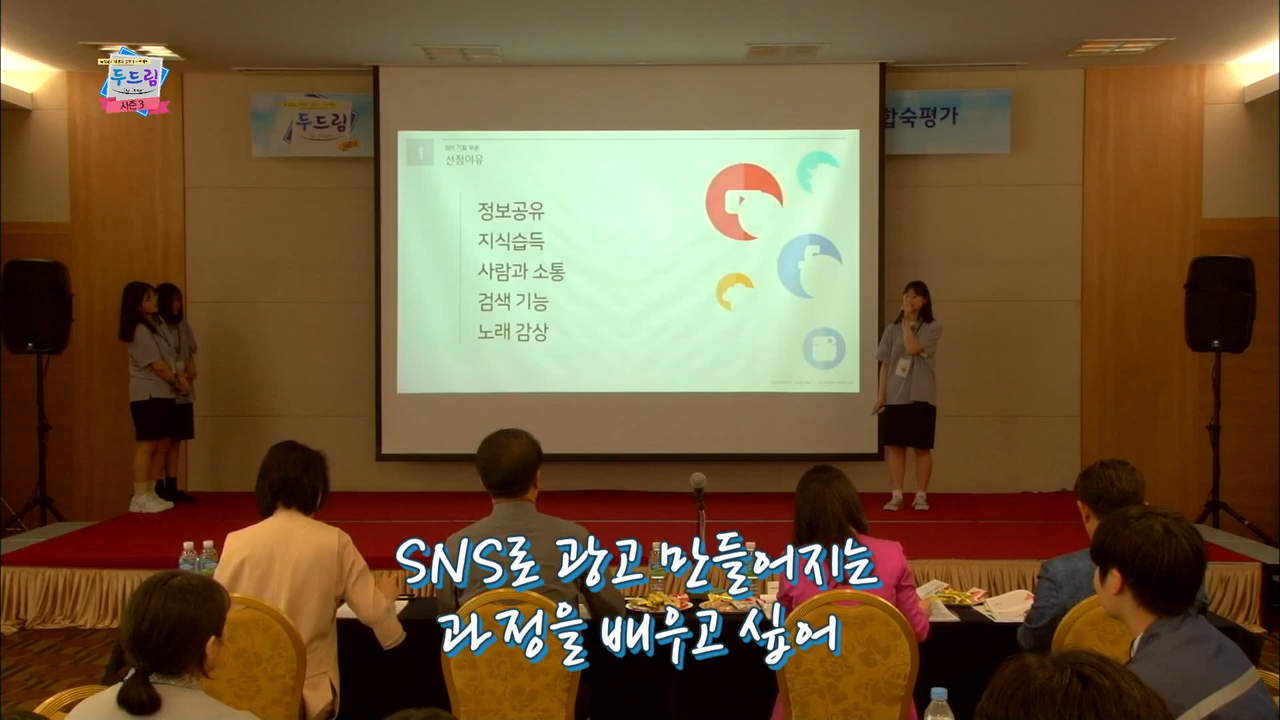 두드림
시즌3
두드림
합숙평가
1
선정이유
정보공유
지식습득
사람과 소통
검색 기능
노래 감상
SNS로 광고 만들어지는
과정을 배우고 싶어